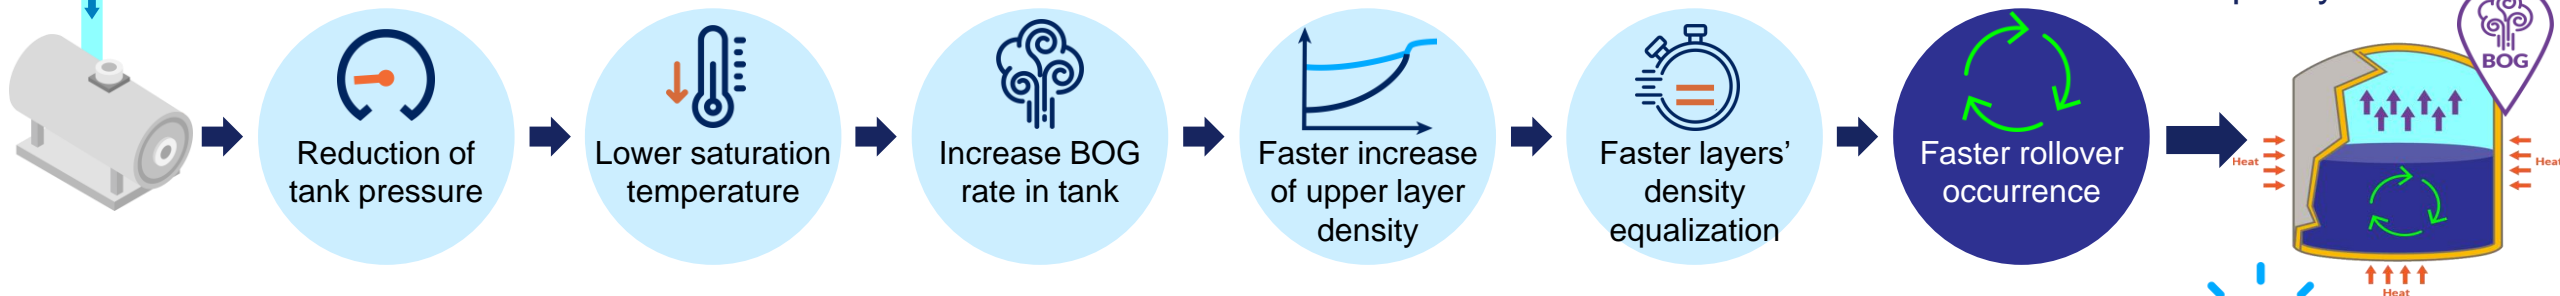 Reduction of
tank pressure
Lower saturation
temperature
Increase BOG
rate in tank
Faster increase
of upper layer
density
Faster layers’
density
equalization
Faster rollover
occurrence
BOG
Heat
Heat
Heat